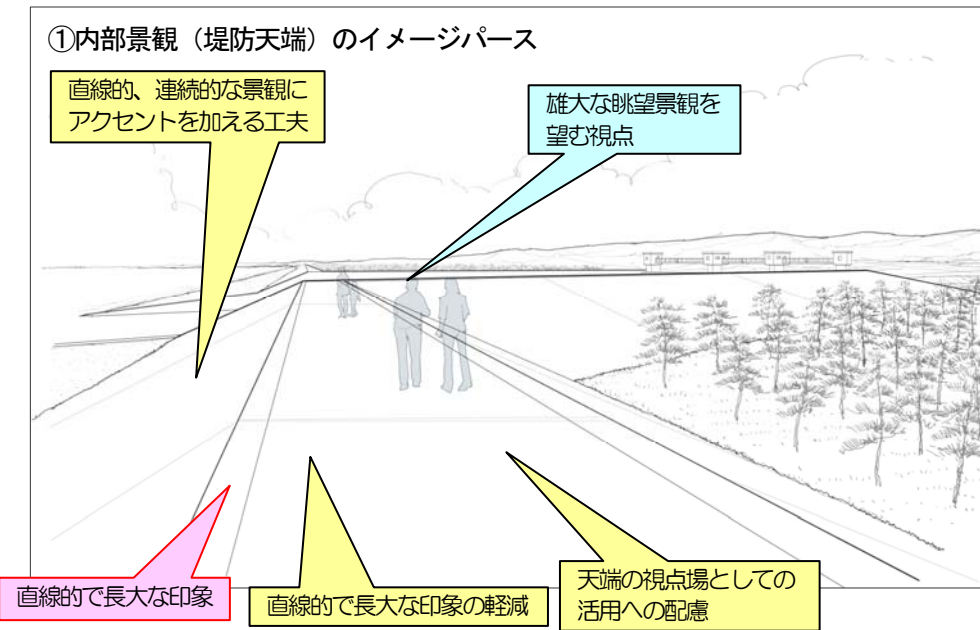 ①内部景観（堤防天端）のイメージパース
直線的、連続的な景観に
アクセントを加える工夫
雄大な眺望景観を
望む視点
直線的で長大な印象
直線的で長大な印象の軽減
天端の視点場としての
活用への配慮